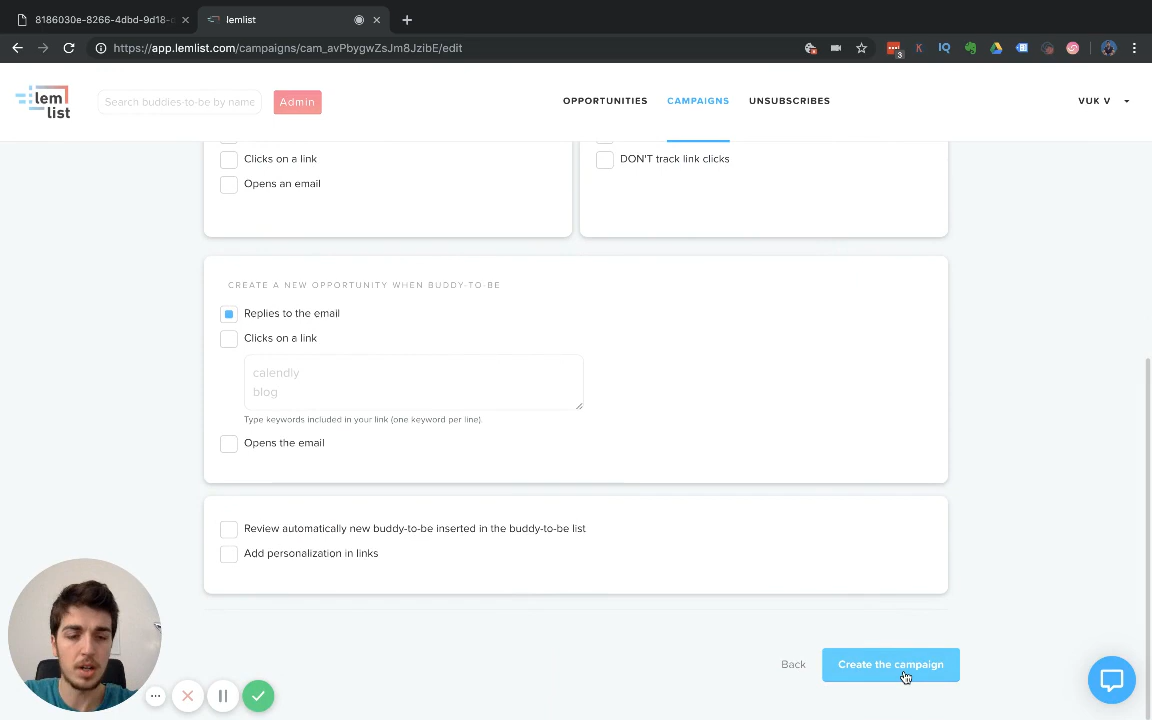 8186030e-8266-4dbd-9d18-c
lemlist
https://app.lemlist.com/campaigns/cam_avPbygwZsJm8JzibE/edit
3
K
IQ
lem
list
Search buddies-to-be by name
Admin
OPPORTUNITIES
CAMPAIGNS
UNSUBSCRIBES
VUK V
Clicks on a link
Opens an email
DON'T track link clicks
CREATE A NEW OPPORTUNITY WHEN BUDDY-TO-BE
Replies to the email
Clicks on a link
calendly
blog
Type keywords included in your link (one keyword per line).
Opens the email
Review automatically new buddy-to-be inserted in the buddy-to-be list
Add personalization in links
Back
Create the campaign